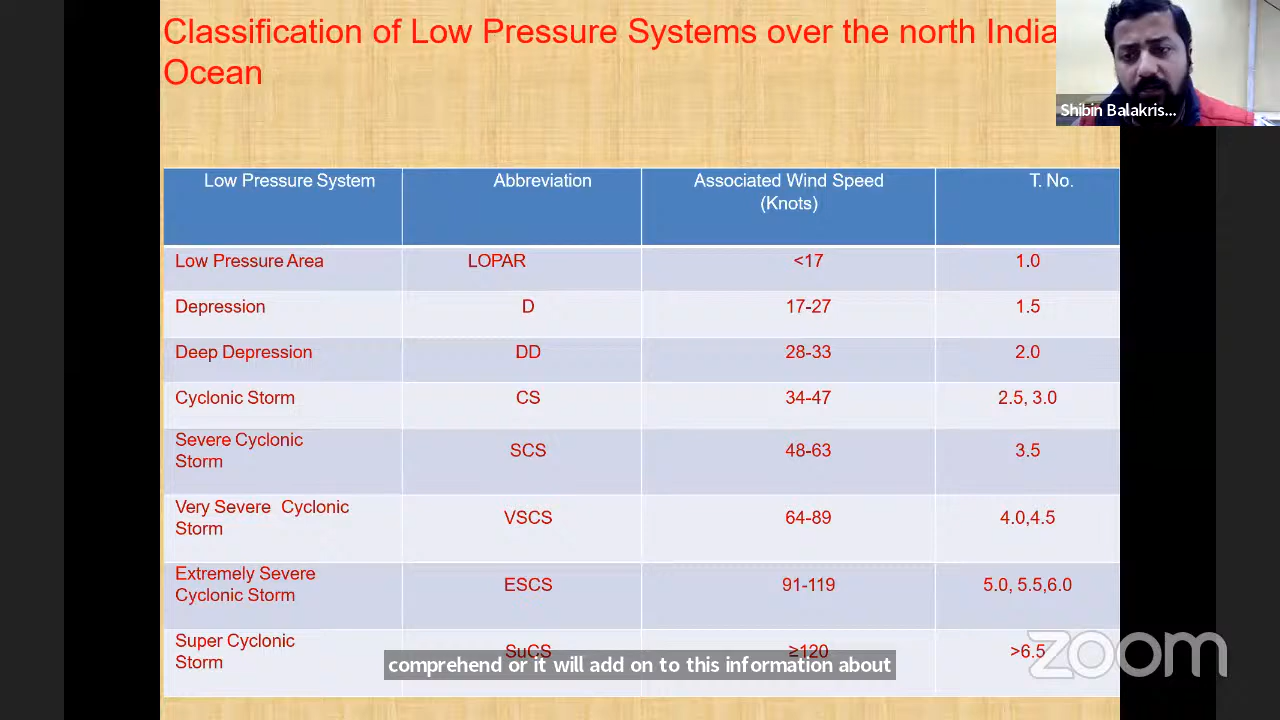 Classification of Low Pressure Systems over the north India
Ocean
Shibin Balakris...
Low Pressure System Abbreviation Associated Wind Speed T. No.
(Knots)
Low Pressure Area LOPAR <17 1.0
Depression D 17-27 1.5
Deep Depression DD 28-33 2.0
Cyclonic Storm CS 34-47 2.5, 3.0
Severe Cyclonic
Storm SCS 48-63 3.5
Very Severe Cyclonic
Storm VSCS 64-89 4.0,4.5
Extremely Severe
Cyclonic Storm ESCS 91-119 5.0, 5.5,6.0
Super Cyclonic
Storm SuCS ≥120 >6.5
comprehend or it will add on to this information about
zoom